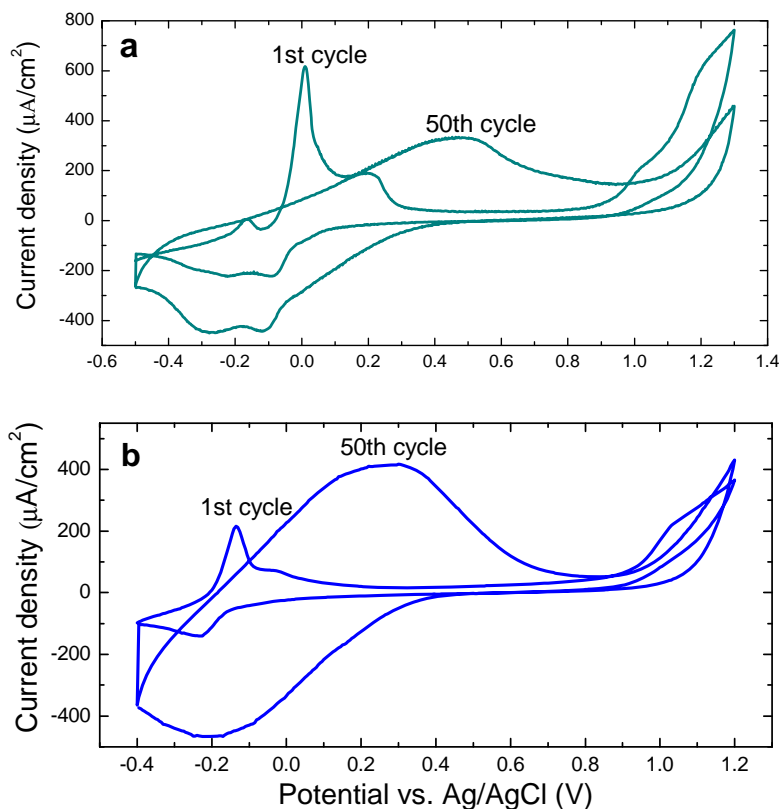 a
1st cycle
50th cycle
Current density (µA/cm²)
800
600
400
200
0
-200
-400
-0.6 -0.4 -0.2 0.0 0.2 0.4 0.6 0.8 1.0 1.2 1.4
b
50th cycle
1st cycle
Current density (µA/cm²)
400
200
0
-200
-400
-0.4 -0.2 0.0 0.2 0.4 0.6 0.8 1.0 1.2
Potential vs. Ag/AgCl (V)